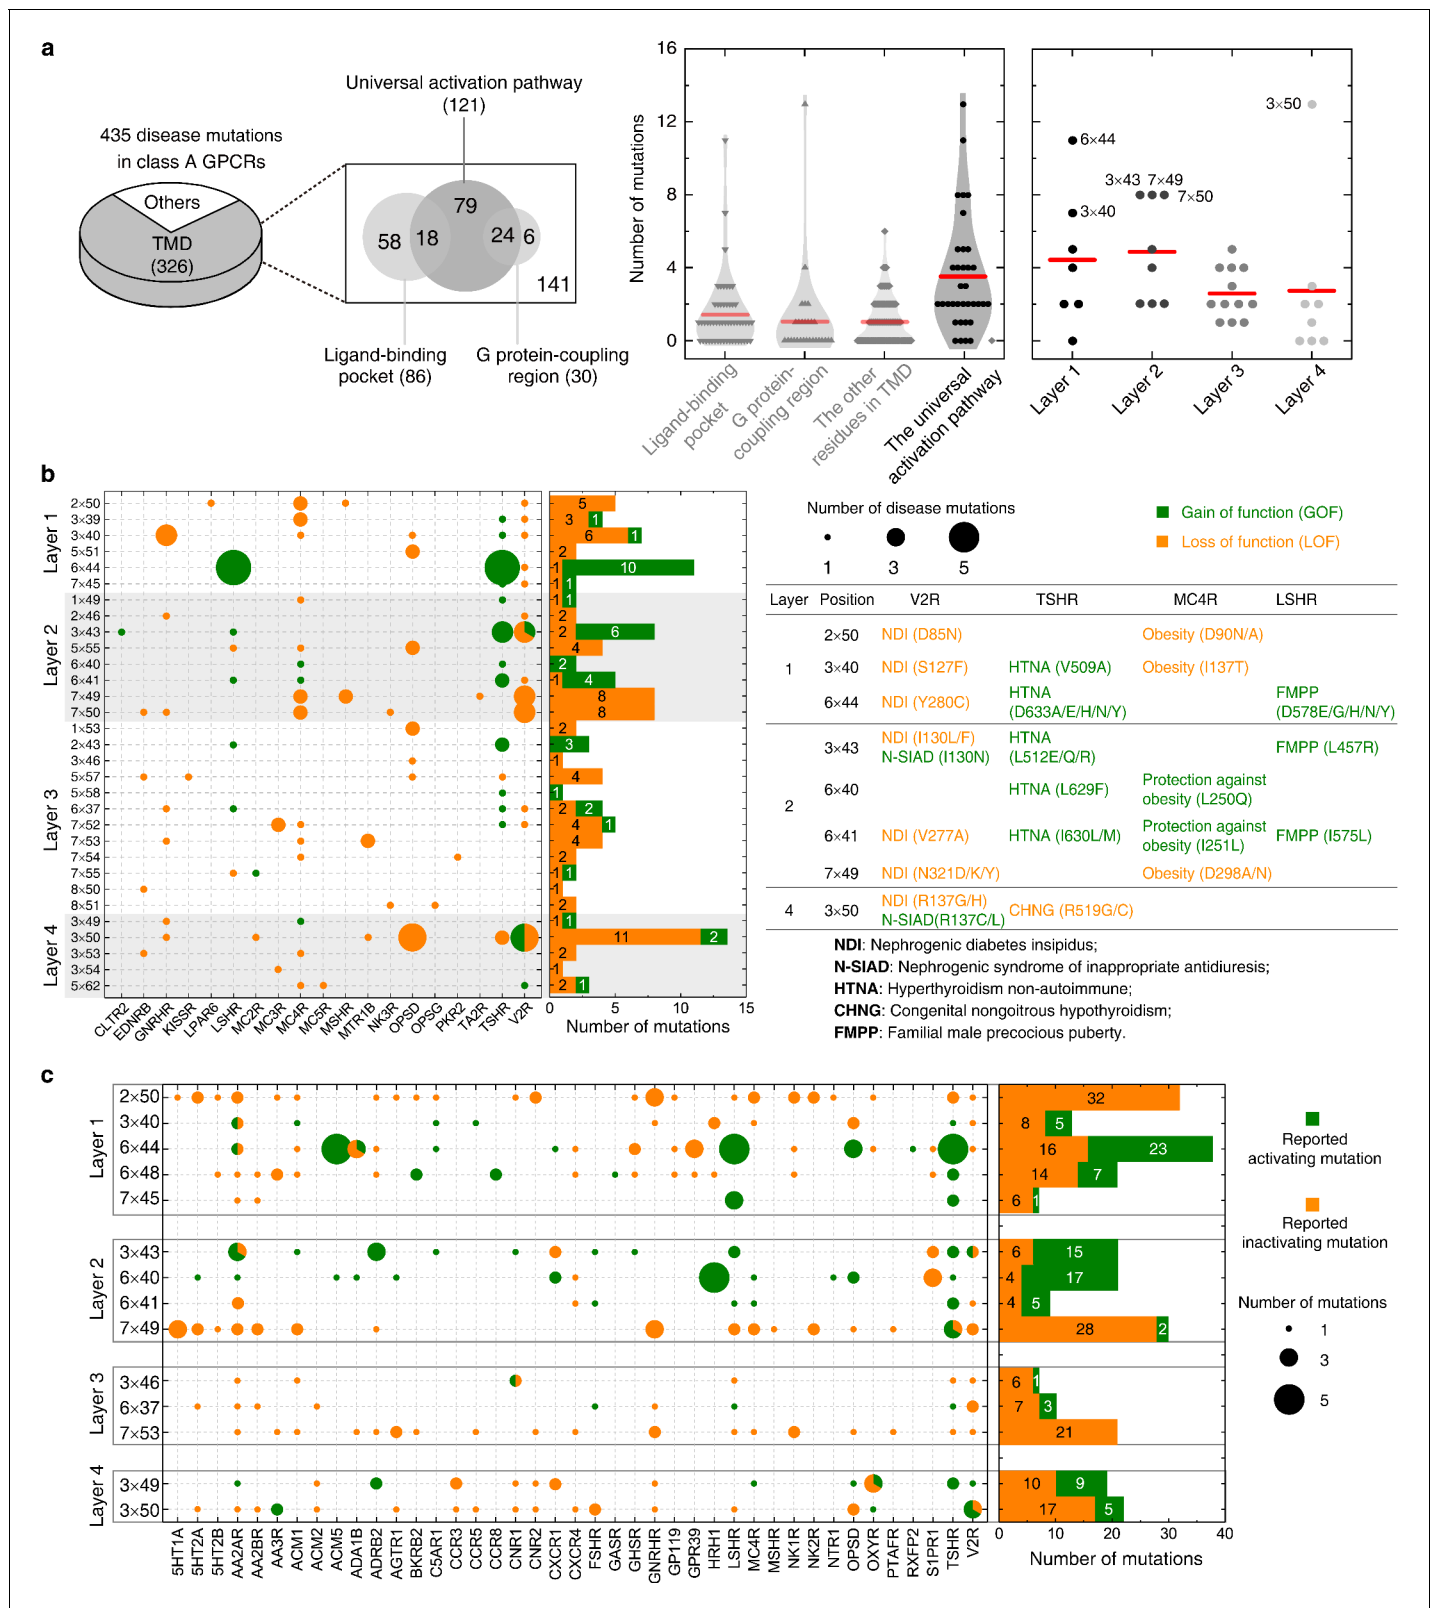 a
435 disease mutations
in class A GPCRs
Others
TMD
(326)
Universal activation pathway
(121)
79
58
18
24
6
141
Ligand-binding
pocket (86)
G protein-coupling
region (30)
Number of mutations
16
12
8
4
0
Ligand-binding
pocket
G protein-
coupling region
The other
residues in TMD
The universal
activation pathway
6×44
3×40
3×43 7×49
7×50
3×50
Layer 1
Layer 2
Layer 3
Layer 4
b
Layer 1
2×50
3×39
3×40
5×51
6×44
7×45
Layer 2
1×49
2×46
3×43
5×55
6×40
6×41
7×49
7×50
Layer 3
1×53
2×43
3×46
5×57
5×58
6×37
7×52
7×53
7×54
7×55
8×50
8×51
Layer 4
3×49
3×50
3×53
3×54
5×62
CLTR2
EDNRB
GNRHR
KISSR
LPAR6
LSHR
MC2R
MC3R
MC4R
MC5R
MSHR
MTR1B
NK3R
OPSD
OPSG
PKR2
TA2R
TSHR
V2R
5
3 1
6 1
2
1 10
1
1
2
2 6
4
2
1 4
8
8
2
3
1
4
1
2 2
4 1
4
2
1
1
2
1
11 2
2
1
2 1
0 5 10 15
Number of mutations
Number of disease mutations
1 3 5
Gain of function (GOF)
Loss of function (LOF)
Layer Position V2R TSHR MC4R LSHR
1
2×50 NDI (D85N) Obesity (D90N/A)
3×40 NDI (S127F) HTNA (V509A) Obesity (I137T)
6×44 NDI (Y280C) HTNA (D633A/E/H/N/Y) FMPP (D578E/G/H/N/Y)
2
3×43 NDI (I130L/F) N-SIAD (I130N) HTNA (L512E/Q/R) FMPP (L457R)
6×40 HTNA (L629F) Protection against obesity (L250Q)
6×41 NDI (V277A) HTNA (I630L/M) Protection against obesity (I251L) FMPP (I575L)
7×49 NDI (N321D/K/Y) Obesity (D298A/N)
4 3×50 NDI (R137G/H) N-SIAD(R137C/L) CHNG (R519G/C)
NDI: Nephrogenic diabetes insipidus;
N-SIAD: Nephrogenic syndrome of inappropriate antidiuresis;
HTNA: Hyperthyroidism non-autoimmune;
CHNG: Congenital nongoitrous hypothyroidism;
FMPP: Familial male precocious puberty.
c
Layer 1
2×50
3×40
6×44
6×48
7×45
Layer 2
3×43
6×40
6×41
7×49
Layer 3
3×46
6×37
7×53
Layer 4
3×49
3×50
5HT1A
5HT2A
5HT2B
AA2AR
AA2BR
AA3R
ACM1
ACM2
ACM5
ADA1B
ADRB2
AGTR1
BKRB2
C5AR1
CCR3
CCR5
CCR8
CNR1
CNR2
CXCR1
CXCR4
FSHR
GASR
GHSR
GNRHR
GP119
GPR39
HRH1
LSHR
MC4R
MSHR
NK1R
NK2R
NTR1
OPSD
OXYR
PTAFR
RXFP2
S1PR1
TSHR
V2R
32
8 5
16 23
14 7
6 1
6 15
4 17
4 5
28 2
6 1
7 3
21
10 9
17 5
0 10 20 30 40
Number of mutations
Reported
activating mutation
Reported
inactivating mutation
Number of mutations
1
3
5